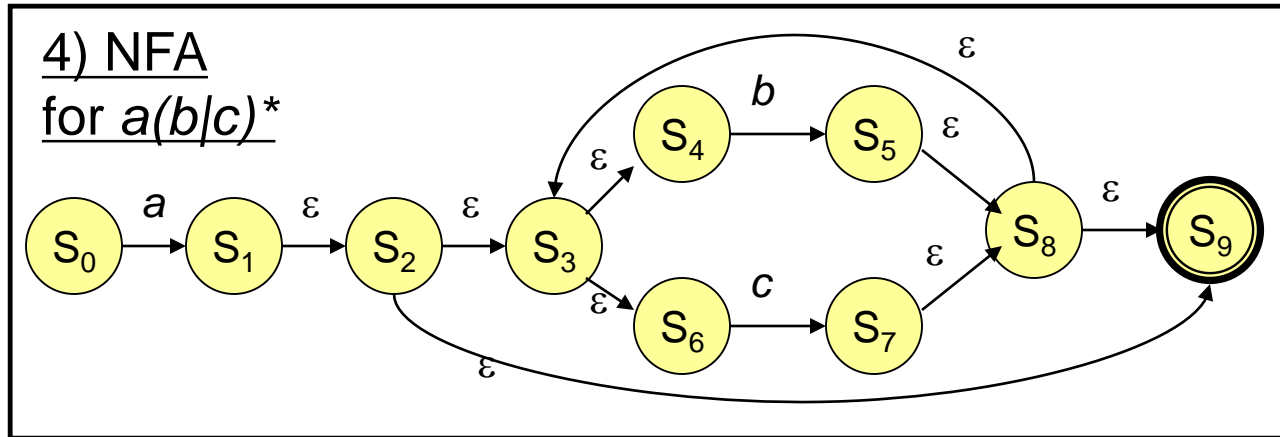 4) NFA
for a(b|c)*
ε
b
S₄
S₅
ε
ε
a
ε
ε
ε
S₀
S₁
S₂
S₃
S₈
S₉
ε
ε
c
S₆
S₇
ε